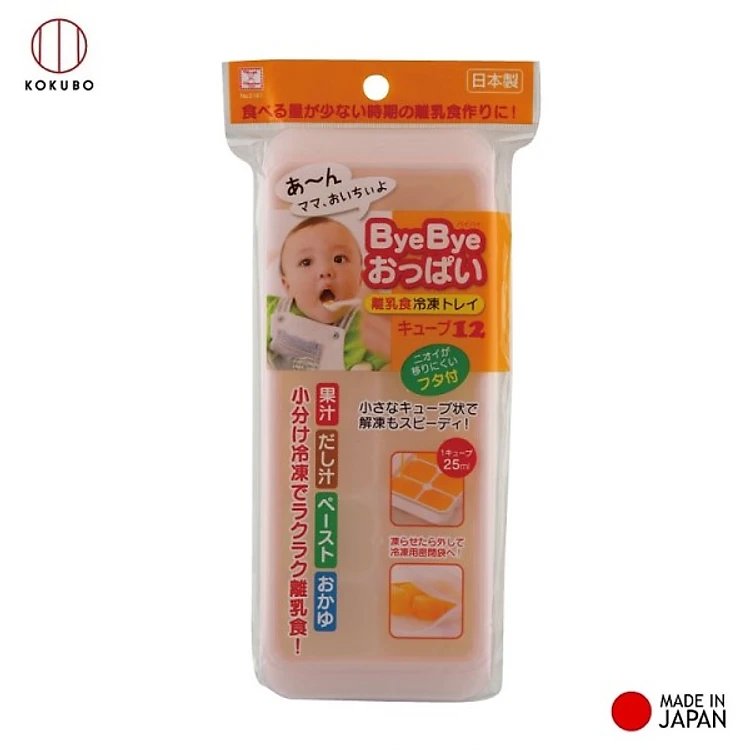 KOKUBO
日本製
食べる量が少ない時期の離乳食作りに!
あ〜ん
ママ、おいちいよ
バイバイ
ByeBye
おっぱい
離乳食冷凍トレイ
キューブ12
ニオイが
移りにくい
フタ付
小さなキューブ状で
解凍もスピーディ!
果汁
だし汁
ペースト
おかゆ
小分け冷凍でラクラク離乳食!
1キューブ
25ml
凍らせたら外して
冷凍用密閉袋へ!
MADE IN
JAPAN